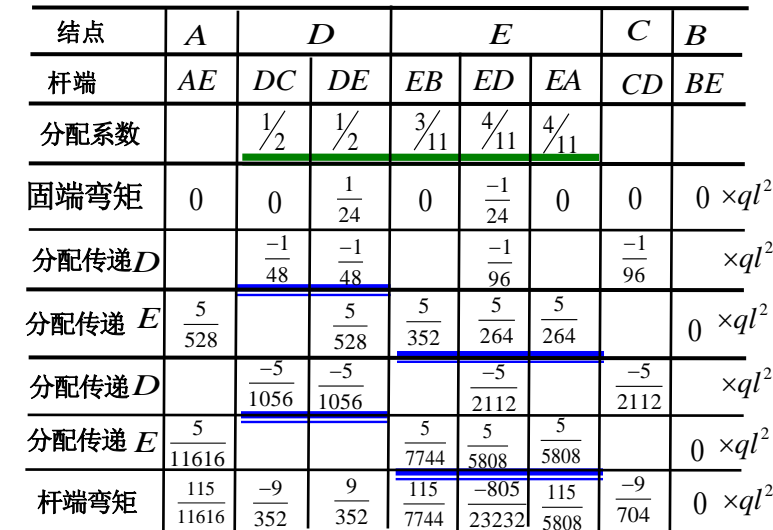 结点 A D E C B
杆端 AE DC DE EB ED EA CD BE
分配系数 1/2 1/2 3/11 4/11 4/11
固端弯矩 0 0 1/24 0 -1/24 0 0 0 ×ql²
分配传递D -1/48 -1/48 -1/96 -1/96 ×ql²
分配传递 E 5/528 5/528 5/352 5/264 5/264 0 ×ql²
分配传递D -5/1056 -5/1056 -5/2112 -5/2112 ×ql²
分配传递 E 5/11616 5/7744 5/5808 5/5808 0 ×ql²
杆端弯矩 115/11616 -9/352 9/352 115/7744 -805/23232 115/5808 -9/704 0 ×ql²